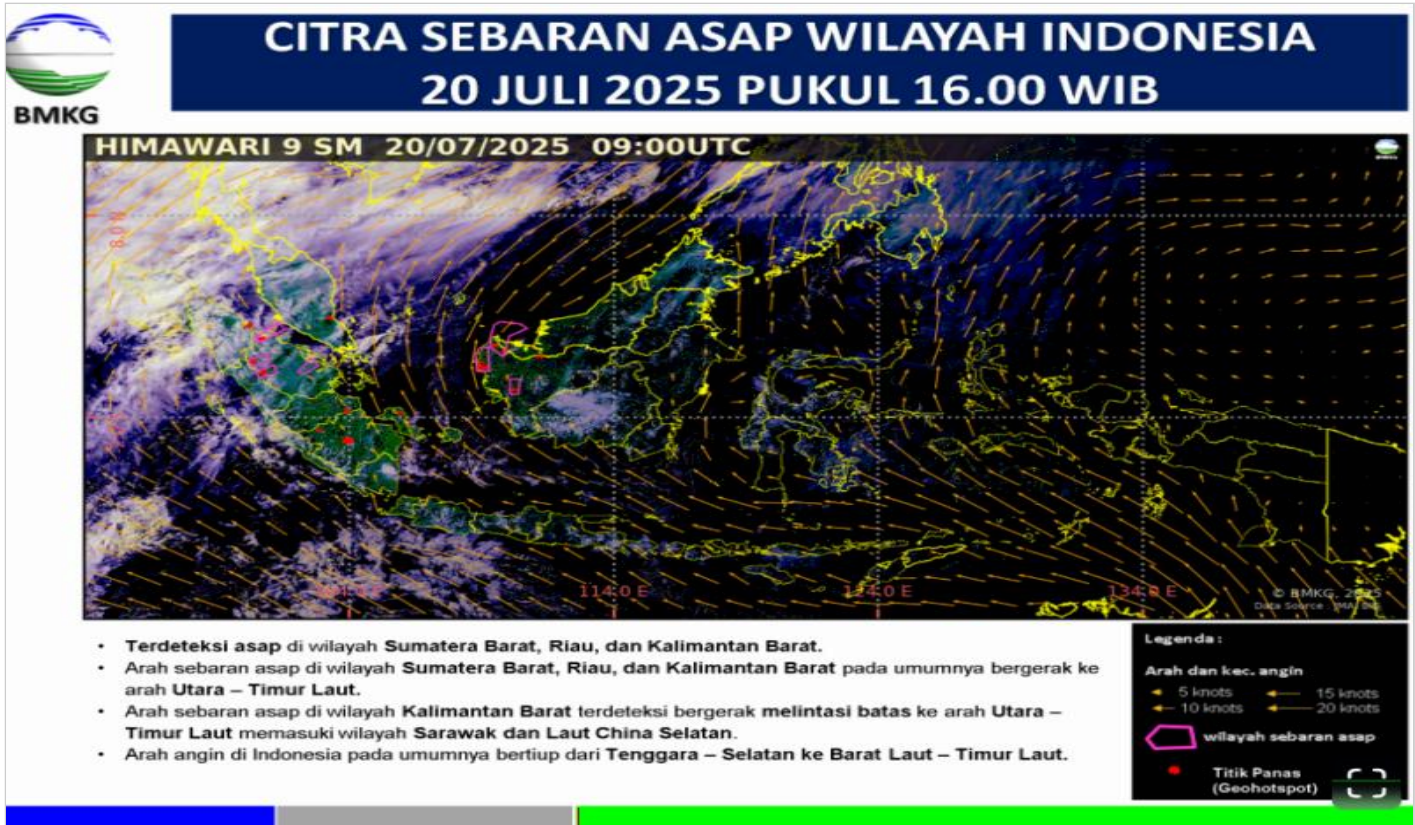 CITRA SEBARAN ASAP WILAYAH INDONESIA
20 JULI 2025 PUKUL 16.00 WIB
BMKG
HIMAWARI 9 SM 20/07/2025 09:00UTC
114.0 E
124.0 E
134.0 E
© BMKG, 2025
Data Source
• Terdeteksi asap di wilayah Sumatera Barat, Riau, dan Kalimantan Barat.
• Arah sebaran asap di wilayah Sumatera Barat, Riau, dan Kalimantan Barat pada umumnya bergerak ke
arah Utara – Timur Laut.
• Arah sebaran asap di wilayah Kalimantan Barat terdeteksi bergerak melintasi batas ke arah Utara –
Timur Laut memasuki wilayah Sarawak dan Laut China Selatan.
• Arah angin di Indonesia pada umumnya bertiup dari Tenggara – Selatan ke Barat Laut – Timur Laut.
Legenda :
Arah dan kec. angin
5 knots 15 knots
10 knots 20 knots
wilayah sebaran asap
Titik Panas
(Geohotspot)